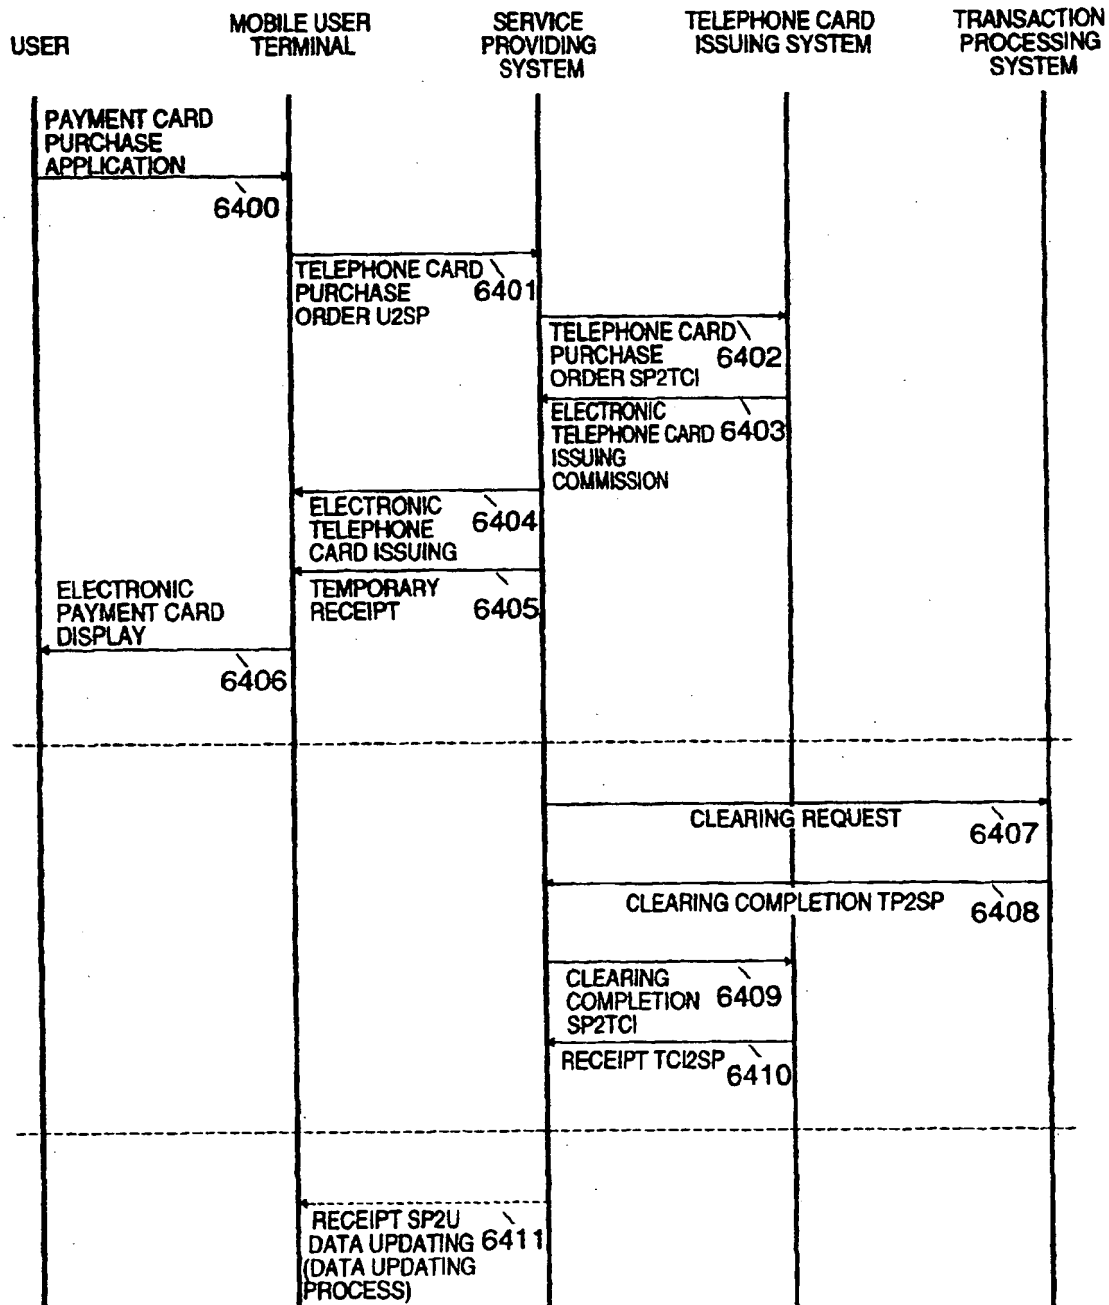 USER
MOBILE USER
TERMINAL
SERVICE
PROVIDING
SYSTEM
TELEPHONE CARD
ISSUING SYSTEM
TRANSACTION
PROCESSING
SYSTEM
PAYMENT CARD
PURCHASE
APPLICATION
6400
TELEPHONE CARD
PURCHASE
ORDER U2SP
6401
TELEPHONE CARD
PURCHASE
ORDER SP2TCI
6402
ELECTRONIC
TELEPHONE CARD
ISSUING
COMMISSION
6403
ELECTRONIC
TELEPHONE
CARD ISSUING
6404
TEMPORARY
RECEIPT
6405
ELECTRONIC
PAYMENT CARD
DISPLAY
6406
CLEARING REQUEST
6407
CLEARING COMPLETION TP2SP
6408
CLEARING
COMPLETION
SP2TCI
6409
RECEIPT TCI2SP
6410
RECEIPT SP2U
DATA UPDATING
(DATA UPDATING
PROCESS)
6411